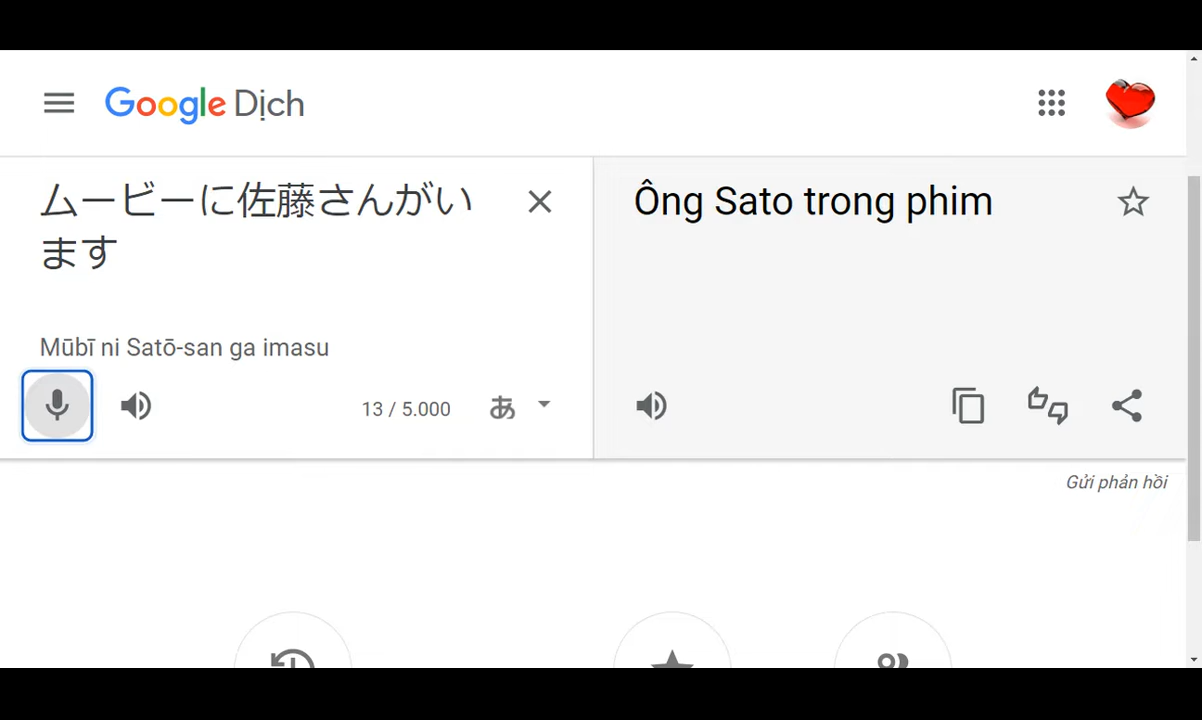 Google Dịch
ムービーに佐藤さんがい
ます
Mūbī ni Satō-san ga imasu
13 / 5.000
あ
Ông Sato trong phim
Gửi phản hồi